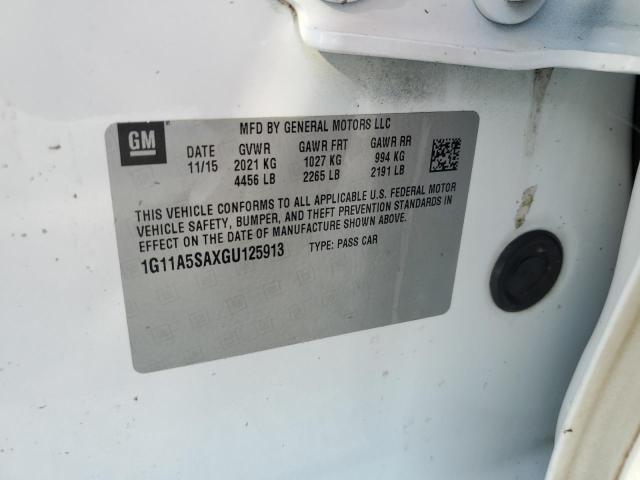 GM
MFD BY GENERAL MOTORS LLC
DATE GVWR GAWR FRT GAWR RR
11/15 2021 KG 1027 KG 994 KG
4456 LB 2265 LB 2191 LB
THIS VEHICLE CONFORMS TO ALL APPLICABLE U.S. FEDERAL MOTOR
VEHICLE SAFETY, BUMPER, AND THEFT PREVENTION STANDARDS IN
EFFECT ON THE DATE OF MANUFACTURE SHOWN ABOVE.
1G11A5SAXGU125913 TYPE: PASS CAR